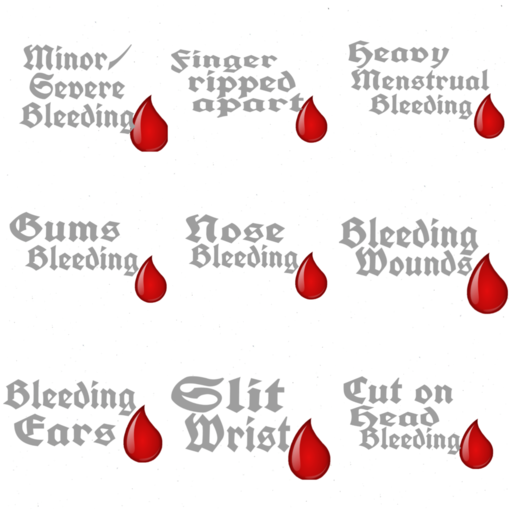 Minor/
Severe
Bleeding
Finger
ripped
apart
Heavy
Menstrual
Bleeding
Gums
Bleeding
Nose
Bleeding
Bleeding
Wounds
Bleeding
Ears
Slit
Wrist
Cut on
Head
Bleeding